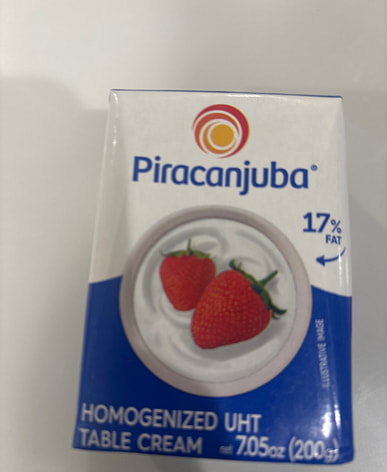 Piracanjuba®
17%
FAT
ILLUSTRATIVE IMAGE
HOMOGENIZED UHT
TABLE CREAM net 7.05oz (200g)